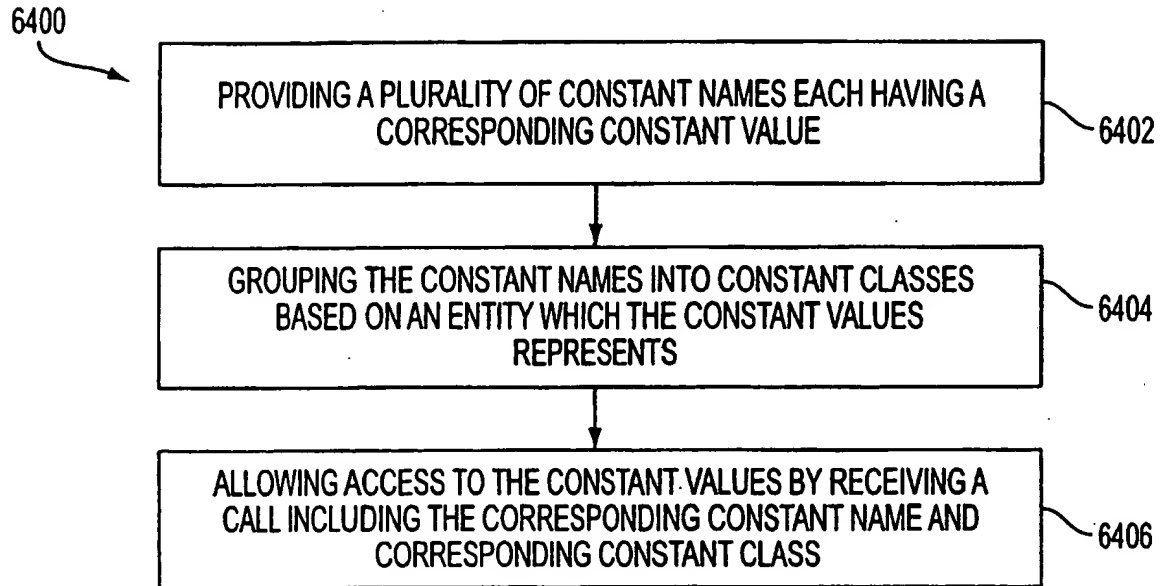 6400
PROVIDING A PLURALITY OF CONSTANT NAMES EACH HAVING A
CORRESPONDING CONSTANT VALUE
6402
GROUPING THE CONSTANT NAMES INTO CONSTANT CLASSES
BASED ON AN ENTITY WHICH THE CONSTANT VALUES
REPRESENTS
6404
ALLOWING ACCESS TO THE CONSTANT VALUES BY RECEIVING A
CALL INCLUDING THE CORRESPONDING CONSTANT NAME AND
CORRESPONDING CONSTANT CLASS
6406